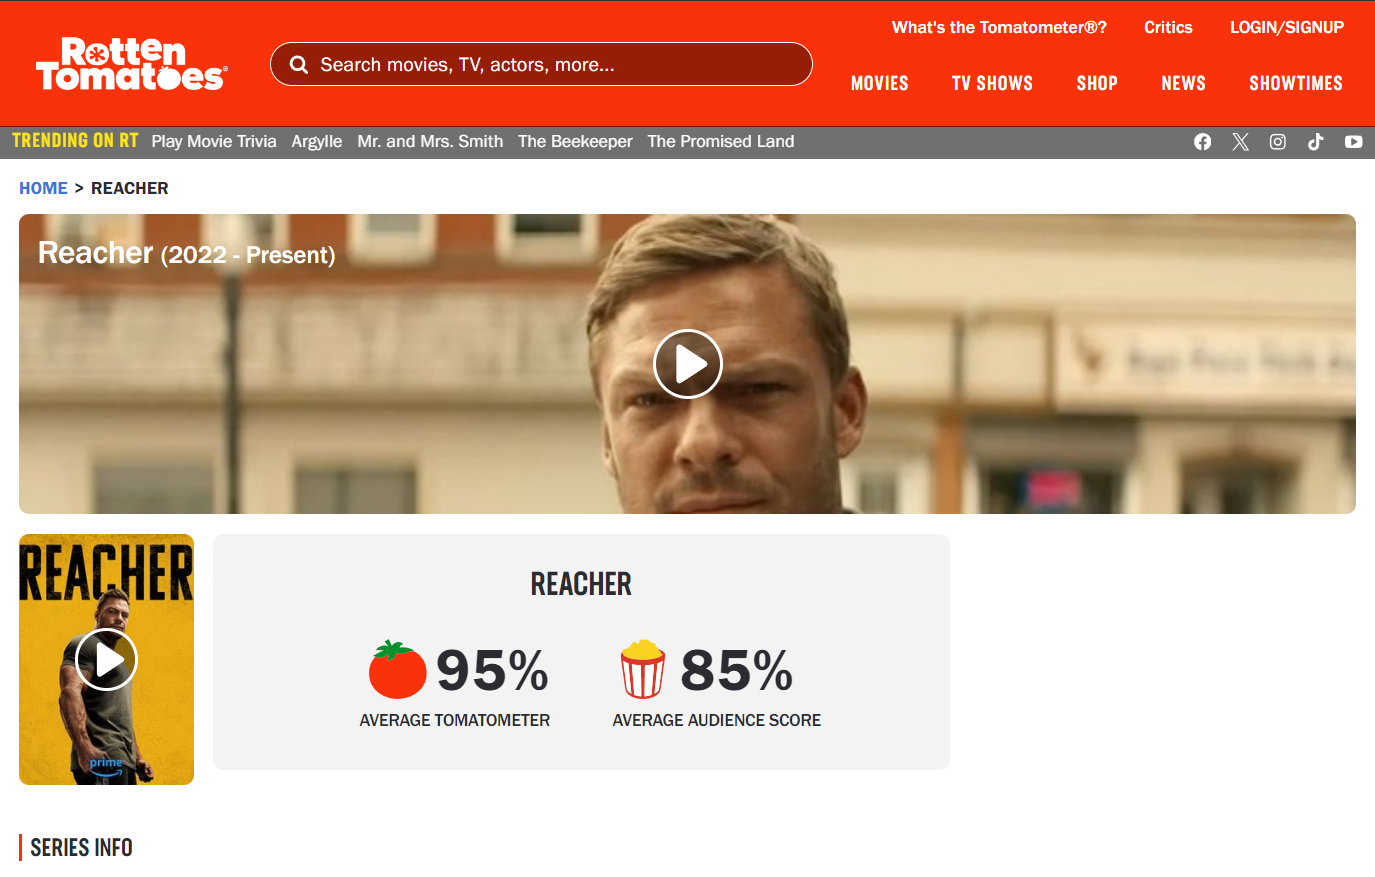 What's the Tomatometer®? Critics LOGIN/SIGNUP
Rotten Tomatoes®
Search movies, TV, actors, more...
MOVIES TV SHOWS SHOP NEWS SHOWTIMES
TRENDING ON RT Play Movie Trivia Argylle Mr. and Mrs. Smith The Beekeeper The Promised Land
HOME > REACHER
Reacher (2022 - Present)
REACHER
prime
REACHER
95% 85%
AVERAGE TOMATOMETER AVERAGE AUDIENCE SCORE
SERIES INFO